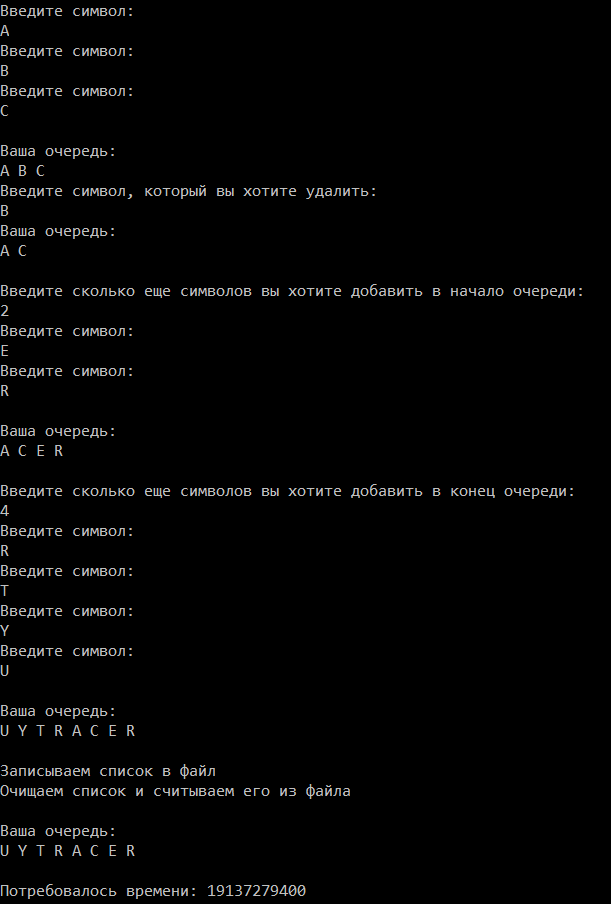 Введите символ:
A
Введите символ:
B
Введите символ:
C
Ваша очередь:
A B C
Введите символ, который вы хотите удалить:
B
Ваша очередь:
A C
Введите сколько еще символов вы хотите добавить в начало очереди:
2
Введите символ:
E
Введите символ:
R
Ваша очередь:
A C E R
Введите сколько еще символов вы хотите добавить в конец очереди:
4
Введите символ:
R
Введите символ:
T
Введите символ:
Y
Введите символ:
U
Ваша очередь:
U Y T R A C E R
Записываем список в файл
Очищаем список и считываем его из файла
Ваша очередь:
U Y T R A C E R
Потребовалось времени: 19137279400